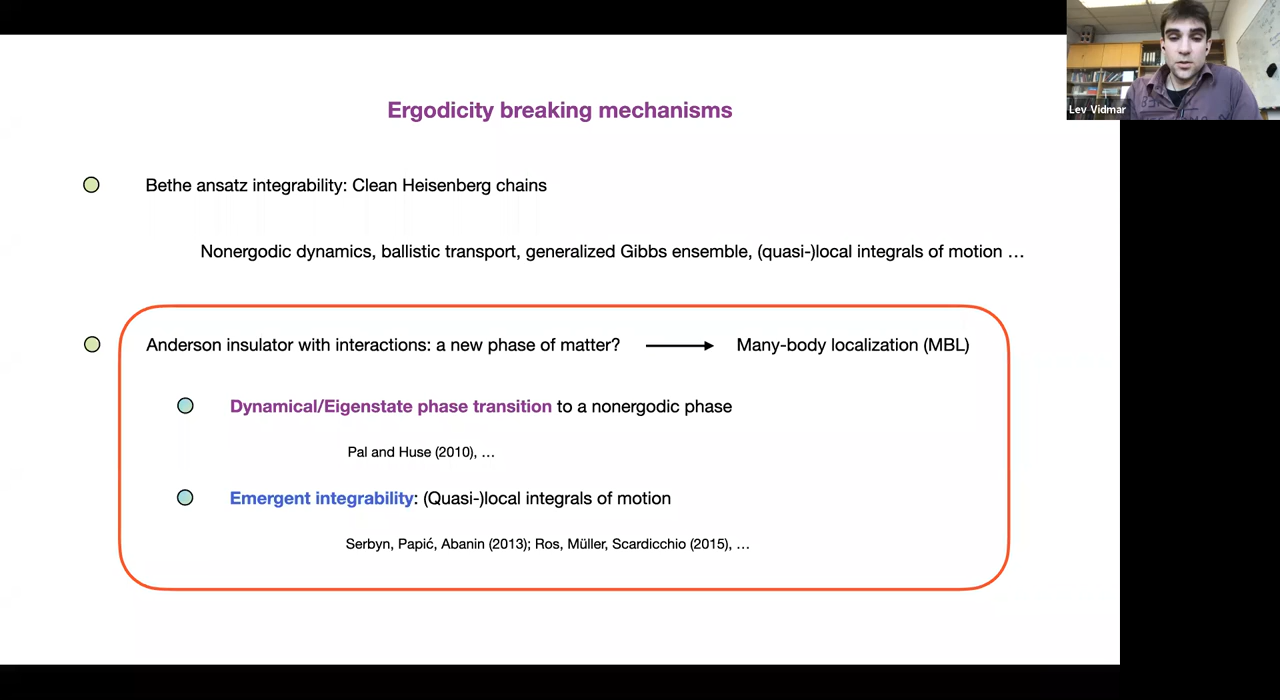 Lev Vidmar
Ergodicity breaking mechanisms
Bethe ansatz integrability: Clean Heisenberg chains
Nonergodic dynamics, ballistic transport, generalized Gibbs ensemble, (quasi-)local integrals of motion …
Anderson insulator with interactions: a new phase of matter? Many-body localization (MBL)
Dynamical/Eigenstate phase transition to a nonergodic phase
Pal and Huse (2010), …
Emergent integrability: (Quasi-)local integrals of motion
Serbyn, Papić, Abanin (2013); Ros, Müller, Scardicchio (2015), …